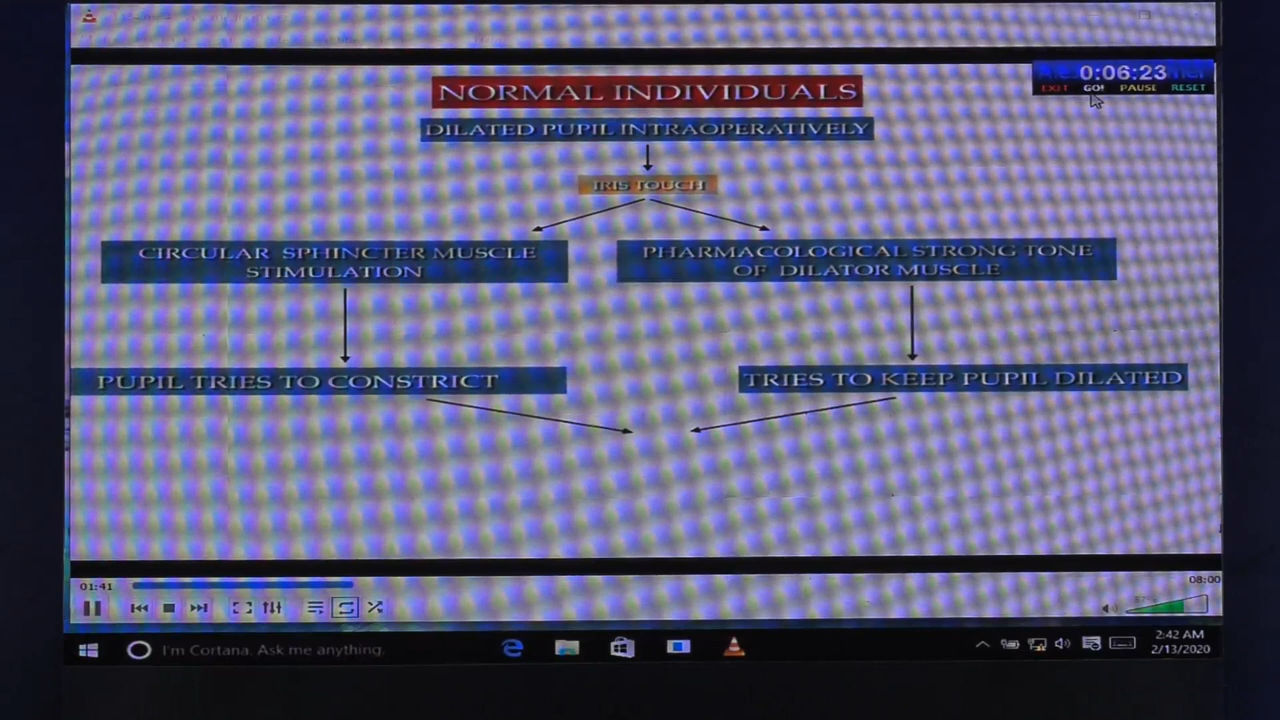 0:06:23
EXIT GO! PAUSE RESET
NORMAL INDIVIDUALS
DILATED PUPIL INTRAOPERATIVELY
IRIS TOUCH
CIRCULAR SPHINCTER MUSCLE
STIMULATION
PHARMACOLOGICAL STRONG TONE
OF DILATOR MUSCLE
PUPIL TRIES TO CONSTRICT
TRIES TO KEEP PUPIL DILATED
01:41
08:00
I'm Cortana. Ask me anything.
2:42 AM
2/13/2020